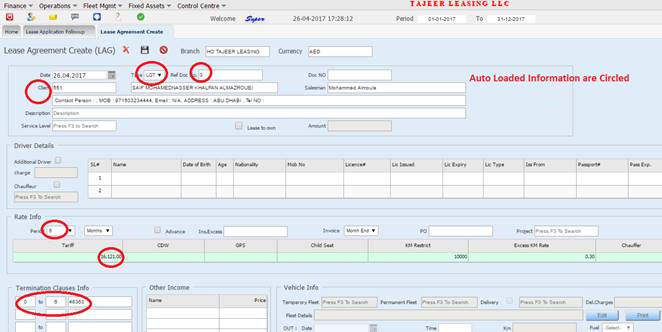 TAJEER LEASING LLC
Finance Operations Fleet Mgmt Fixed Assets Control Centre
Welcome Super 26-04-2017 17:28:12 Period 01-01-2017 To 31-12-2017
Home Lease Application Followup Lease Agreement Create
Lease Agreement Create (LAG) Branch HO TAJEER LEASING Currency AED
Date 26.04.2017 Type LQT Ref Doc No. 3 Doc NO
Auto Loaded Information are Circled
Client 551 SAIF MOHAMEDNASSER KHALFAN ALMAZROUEI Salesman Mohammed Almoula
Contact Person : , MOB : 971503234444, Email : N/A, ADDRESS : ABU DHABI , Tel NO :
Description Description
Service Level Press F3 to Search Lease to own Amount
Driver Details
Additional Driver
charge
Chauffeur
Press F3 To Search
SL# Name Date of Birth Age Nationality Mob No Licence# Lic Issued Lic Expiry Lic Type Iss From Passport# Pass Exp.
1
2
Rate Info
Period 6 Months Advance Ins.Excess Invoice Month End PO Project Press F3 To Search
Tariff CDW GPS Child Seat KM Restrict Excess KM Rate Chauffer
16,121.00 10000 0.30
Termination Clauses Info
0 to 6 48363
to
to
Other Income
Name Price
Vehicle Info
Temporary Fleet Press F3 To Search Permanent Fleet Press F3 To Search Delivery Press F3 To Search Del.Charges
Fleet Details Edit Print
OUT : Date Time Km Fuel -Select-